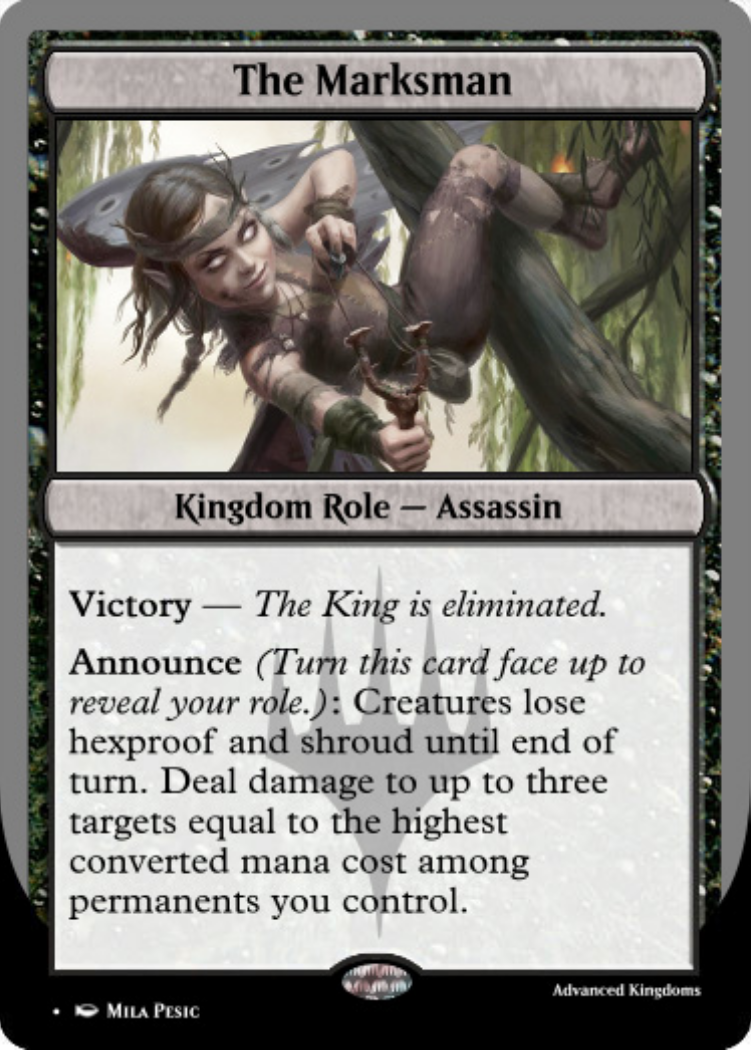 The Marksman
Kingdom Role — Assassin
Victory — The King is eliminated.
Announce (Turn this card face up to
reveal your role.): Creatures lose
hexproof and shroud until end of
turn. Deal damage to up to three
targets equal to the highest
converted mana cost among
permanents you control.
Advanced Kingdoms
• Mila Pesic